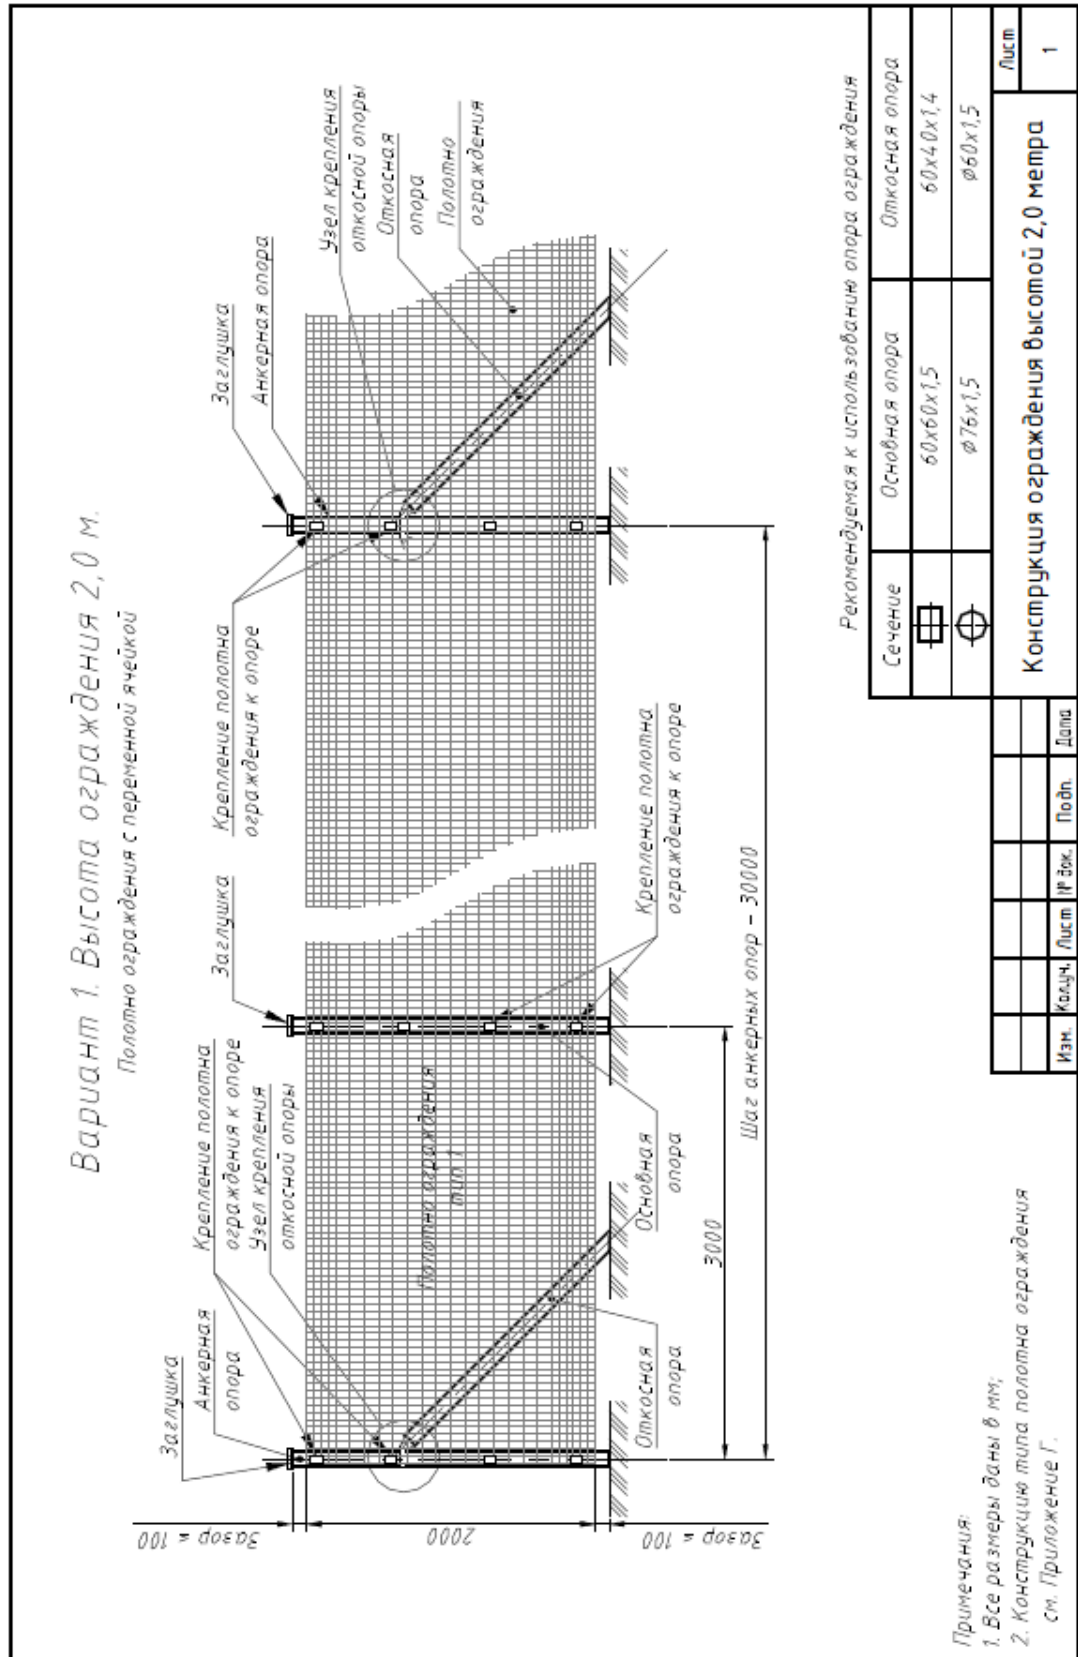 Вариант 1. Высота ограждения 2,0 м.
Полотно ограждения с переменной ячейкой
Заглушка
Анкерная
опора
Крепление полотна
ограждения к опоре
Узел крепления
откосной опоры
Заглушка
Крепление полотна
ограждения к опоре
Заглушка
Анкерная опора
Узел крепления
откосной опоры
Откосная
опора
Полотно
ограждения
Зазор ≤ 100
2000
Зазор ≤ 100
Полотно ограждения
тип 1
Откосная
опора
Основная
опора
Крепление полотна
ограждения к опоре
3000
Шаг анкерных опор – 30000
Рекомендуемая к использованию опора ограждения
Сечение Основная опора Откосная опора
60х60х1,5 60х40х1,4
⌀76х1,5 ⌀60х1,5
Примечания:
1. Все размеры даны в мм;
2. Конструкцию типа полотна ограждения
см. Приложение Г.
Изм. Кол.уч. Лист № док. Подп. Дата
Конструкция ограждения высотой 2,0 метра
Лист
1